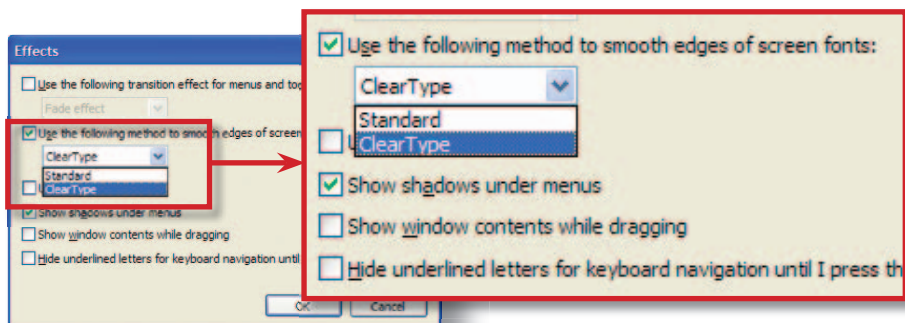 Effects
Use the following transition effect for menus and
Fade effect
Use the following method to smooth edges of screen
ClearType
Standard
ClearType
Show shadows under menus
Show window contents while dragging
Hide underlined letters for keyboard navigation until
OK Cancel
Use the following method to smooth edges of screen fonts:
ClearType
Standard
ClearType
Show shadows under menus
Show window contents while dragging
Hide underlined letters for keyboard navigation until I press